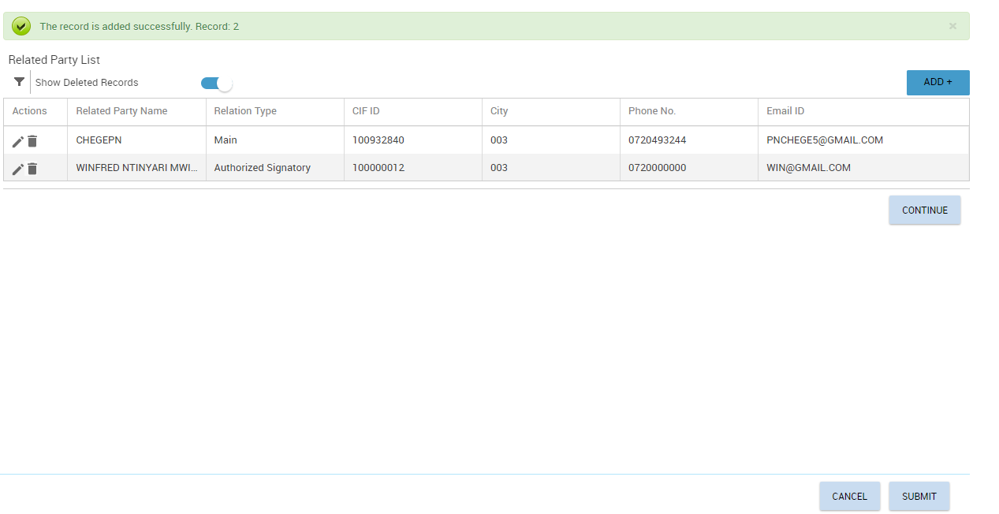 The record is added successfully. Record: 2 ×
Related Party List
Show Deleted Records ADD +
Actions Related Party Name Relation Type CIF ID City Phone No. Email ID
CHEGEPN Main 100932840 003 0720493244 PNCHEGE5@GMAIL.COM
WINFRED NTINYARI MWI... Authorized Signatory 100000012 003 0720000000 WIN@GMAIL.COM
CONTINUE
CANCEL SUBMIT